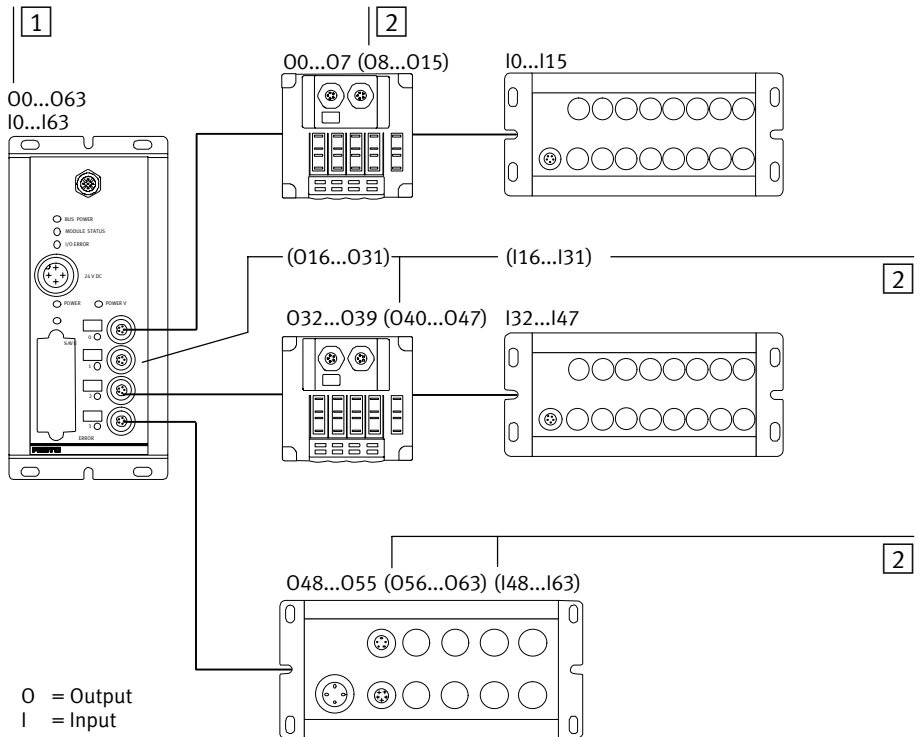 1
2
O0...O63
I0...I63
O0...O7 (O8...O15)
I0...I15
BUS POWER
MODULE STATUS
I/O ERROR
24 V DC
POWER
POWER V
0
1
2
3
ERROR
FESTO
(O16...O31)
(I16...I31)
2
O32...O39 (O40...O47)
I32...I47
2
O48...O55 (O56...O63) (I48...I63)
O = Output
I = Input